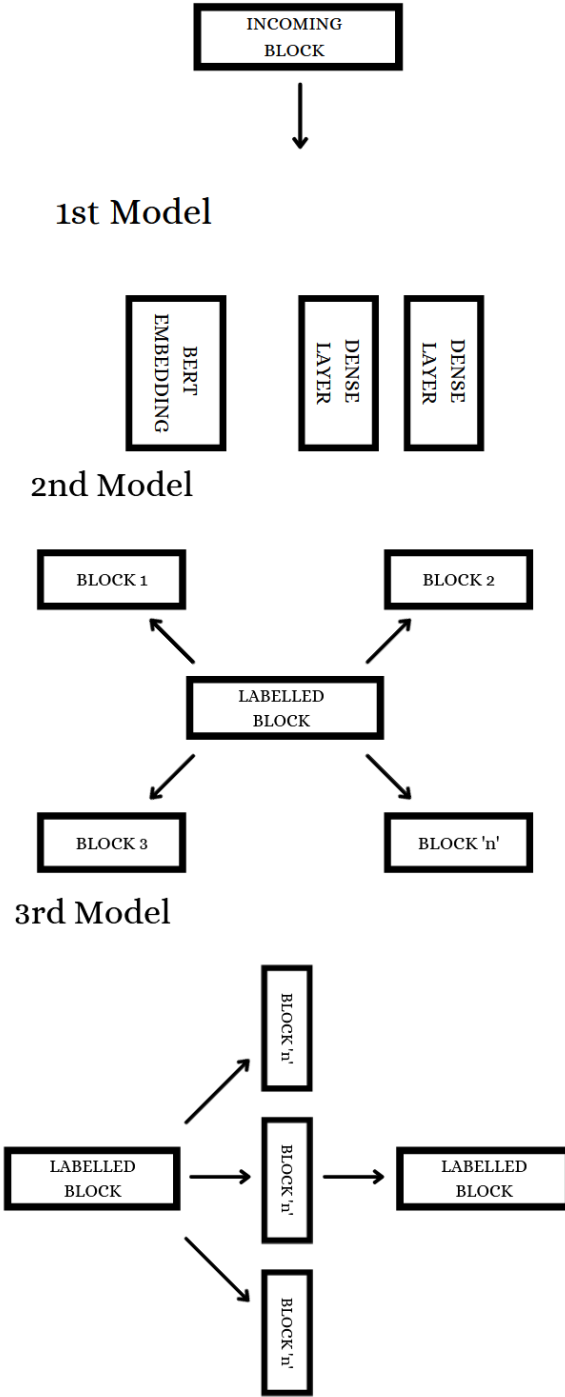 INCOMING
BLOCK
1st Model
BERT
EMBEDDING
DENSE
LAYER
DENSE
LAYER
2nd Model
BLOCK 1
BLOCK 2
LABELLED
BLOCK
BLOCK 3
BLOCK 'n'
3rd Model
BLOCK 'n'
LABELLED
BLOCK
BLOCK 'n'
LABELLED
BLOCK
BLOCK 'n'